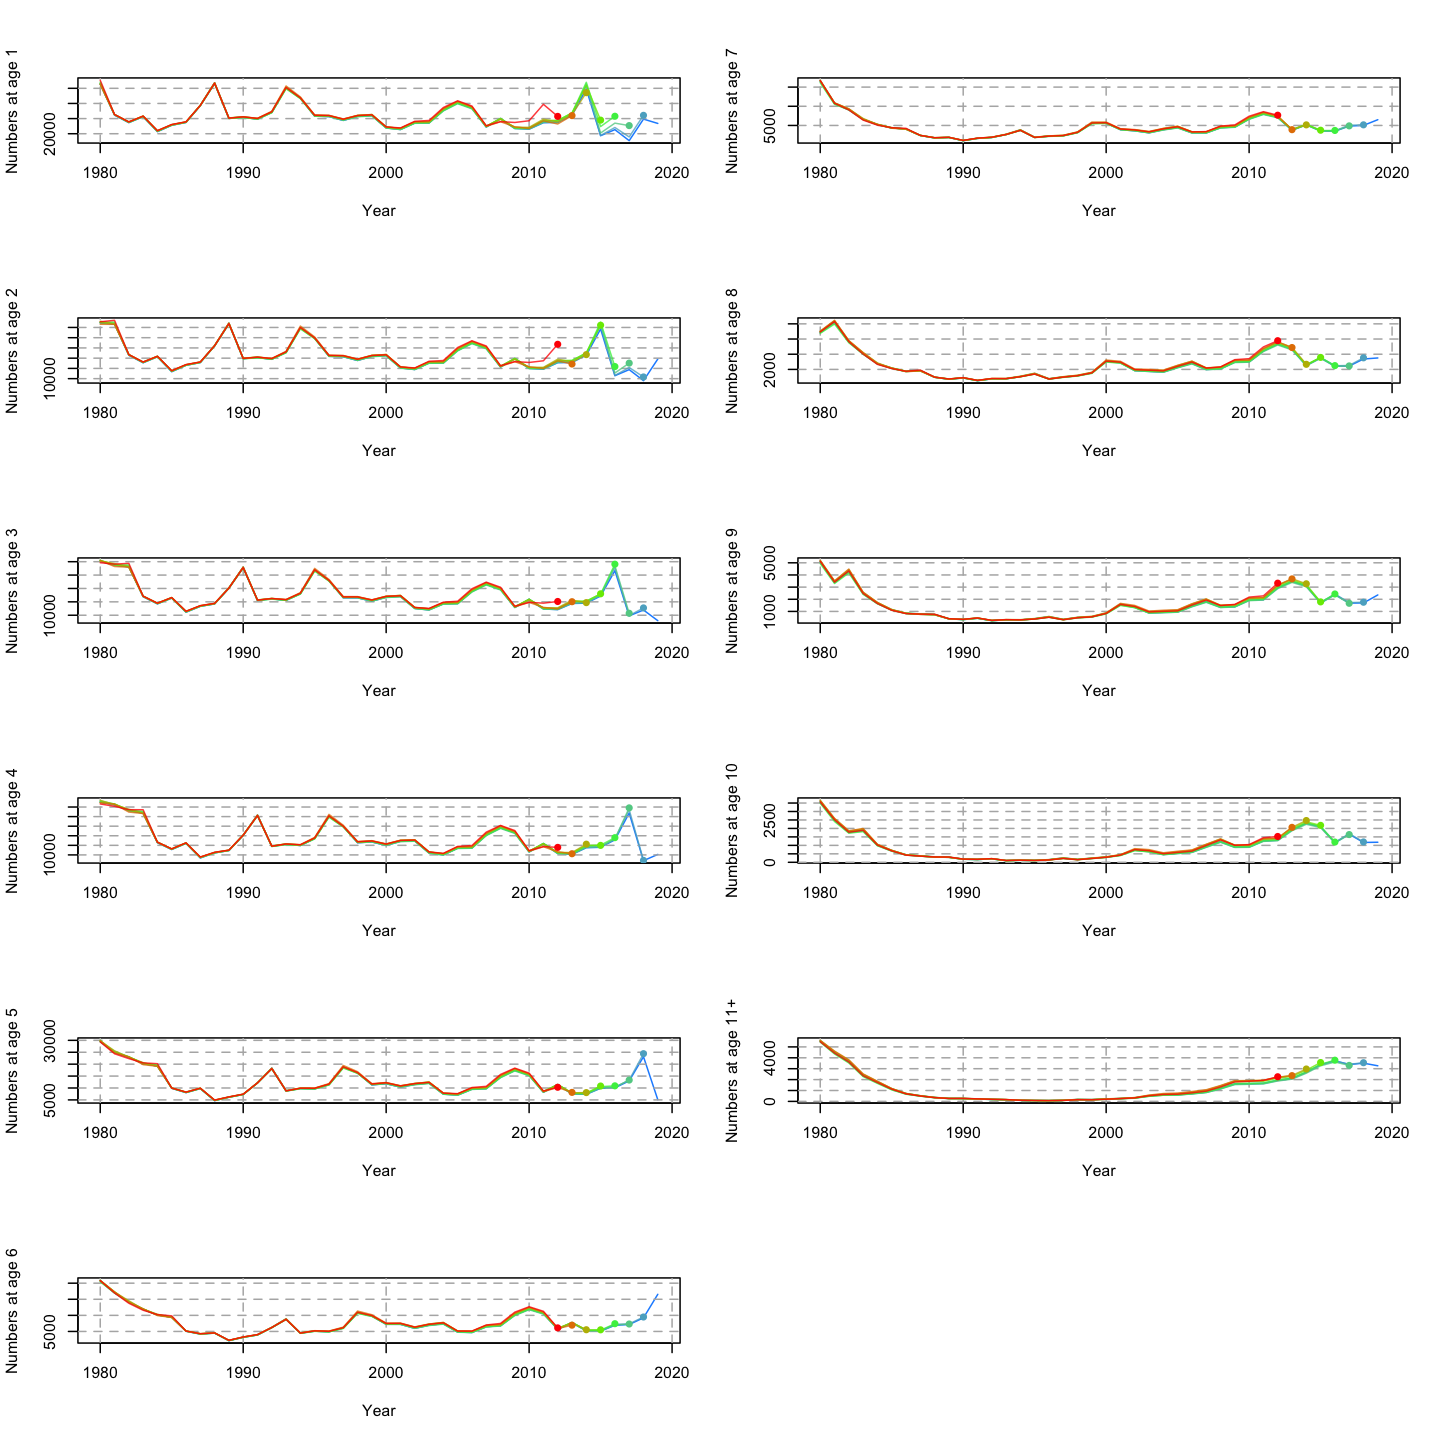 Numbers at age 1
20000
1980 1990 2000 2010 2020
Year
Numbers at age 2
10000
1980 1990 2000 2010 2020
Year
Numbers at age 3
10000
1980 1990 2000 2010 2020
Year
Numbers at age 4
10000
1980 1990 2000 2010 2020
Year
Numbers at age 5
5000 30000
1980 1990 2000 2010 2020
Year
Numbers at age 6
5000
1980 1990 2000 2010 2020
Year
Numbers at age 7
5000
1980 1990 2000 2010 2020
Year
Numbers at age 8
2000
1980 1990 2000 2010 2020
Year
Numbers at age 9
1000 5000
1980 1990 2000 2010 2020
Year
Numbers at age 10
0 2500
1980 1990 2000 2010 2020
Year
Numbers at age 11+
0 4000
1980 1990 2000 2010 2020
Year